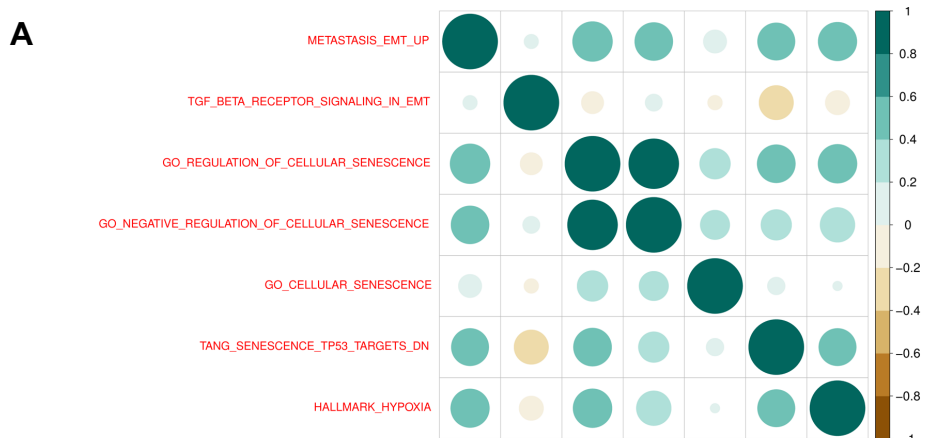 A
METASTASIS_EMT_UP
TGF_BETA_RECEPTOR_SIGNALING_IN_EMT
GO_REGULATION_OF_CELLULAR_SENESCENCE
GO_NEGATIVE_REGULATION_OF_CELLULAR_SENESCENCE
GO_CELLULAR_SENESCENCE
TANG_SENESCENCE_TP53_TARGETS_DN
HALLMARK_HYPOXIA
1
0.8
0.6
0.4
0.2
0
−0.2
−0.4
−0.6
−0.8
−1